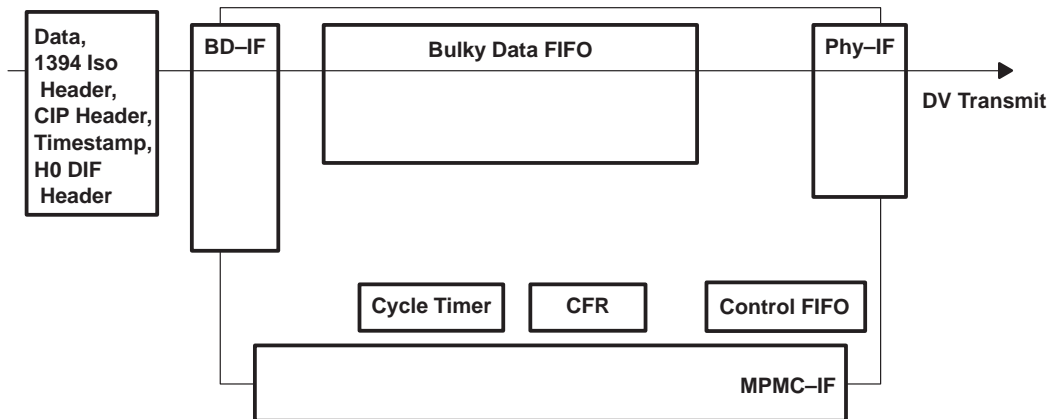 Data,
1394 Iso
Header,
CIP Header,
Timestamp,
H0 DIF
Header
BD–IF
Bulky Data FIFO
Phy–IF
DV Transmit
Cycle Timer
CFR
Control FIFO
MPMC–IF